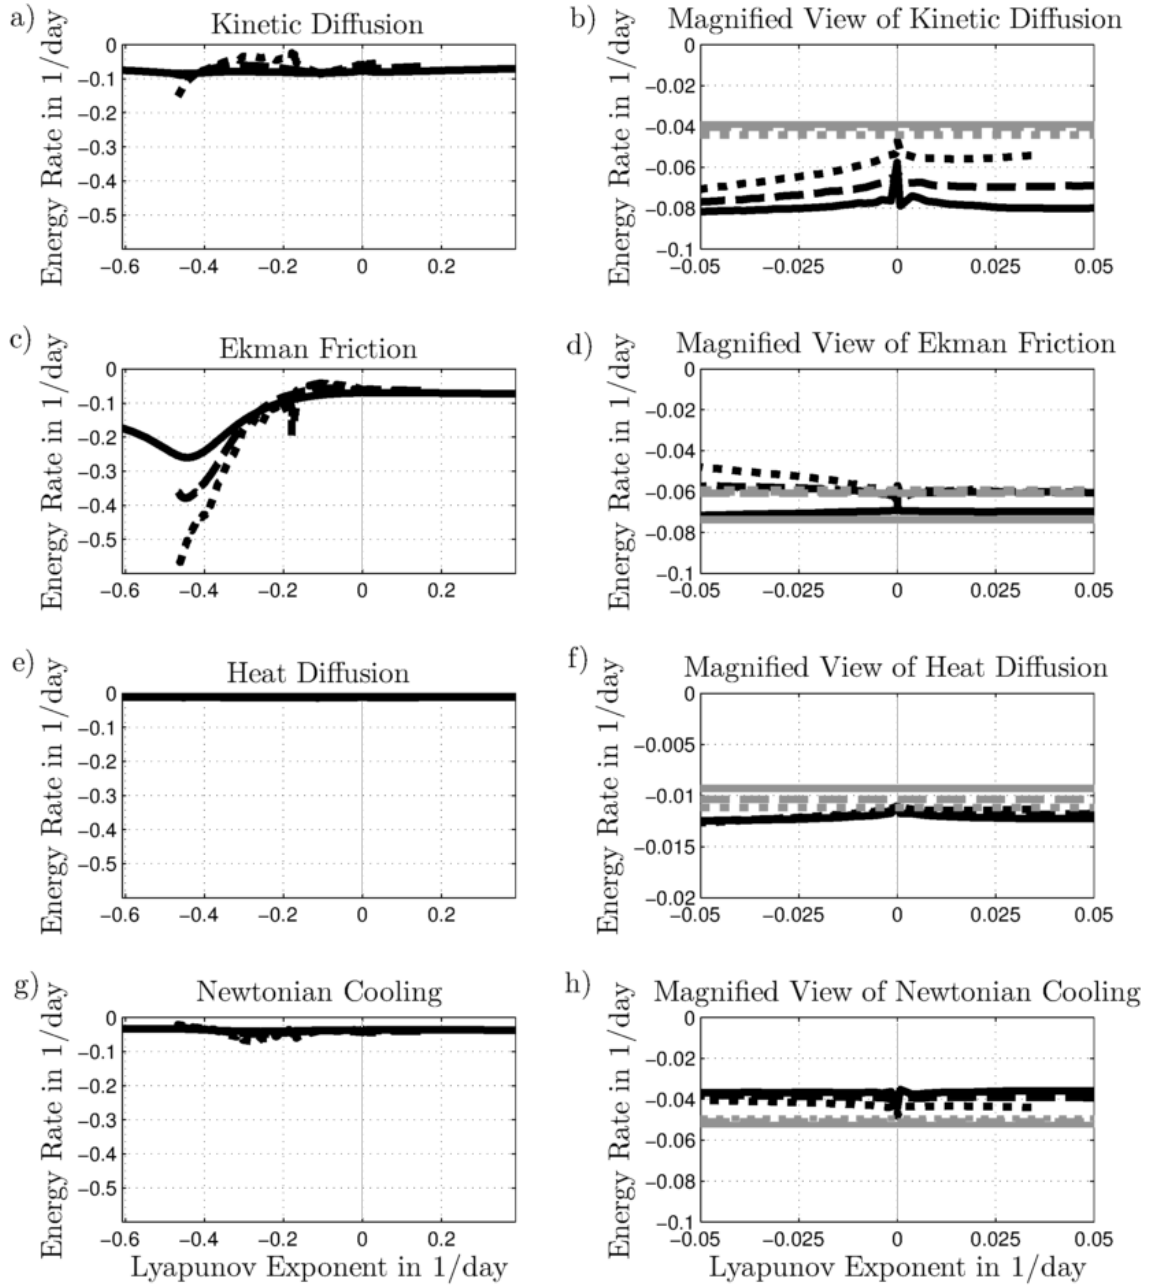 a) Kinetic Diffusion
Energy Rate in 1/day
0
−0.1
−0.2
−0.3
−0.4
−0.5
−0.6 −0.4 −0.2 0 0.2
b) Magnified View of Kinetic Diffusion
Energy Rate in 1/day
0
−0.02
−0.04
−0.06
−0.08
−0.1
−0.05 −0.025 0 0.025 0.05
c) Ekman Friction
Energy Rate in 1/day
0
−0.1
−0.2
−0.3
−0.4
−0.5
−0.6 −0.4 −0.2 0 0.2
d) Magnified View of Ekman Friction
Energy Rate in 1/day
0
−0.02
−0.04
−0.06
−0.08
−0.1
−0.05 −0.025 0 0.025 0.05
e) Heat Diffusion
Energy Rate in 1/day
0
−0.1
−0.2
−0.3
−0.4
−0.5
−0.6 −0.4 −0.2 0 0.2
f) Magnified View of Heat Diffusion
Energy Rate in 1/day
0
−0.005
−0.01
−0.015
−0.02
−0.05 −0.025 0 0.025 0.05
g) Newtonian Cooling
Energy Rate in 1/day
0
−0.1
−0.2
−0.3
−0.4
−0.5
−0.6 −0.4 −0.2 0 0.2
Lyapunov Exponent in 1/day
h) Magnified View of Newtonian Cooling
Energy Rate in 1/day
0
−0.02
−0.04
−0.06
−0.08
−0.1
−0.05 −0.025 0 0.025 0.05
Lyapunov Exponent in 1/day